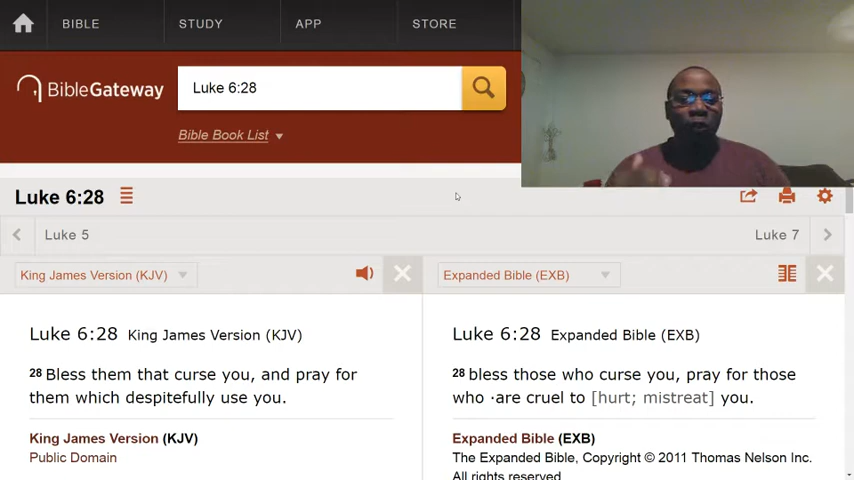 BIBLE STUDY APP STORE
BibleGateway
Luke 6:28
Bible Book List
Luke 6:28
Luke 5
Luke 7
King James Version (KJV)
Expanded Bible (EXB)
Luke 6:28 King James Version (KJV)
28 Bless them that curse you, and pray for
them which despitefully use you.
King James Version (KJV)
Public Domain
Luke 6:28 Expanded Bible (EXB)
28 bless those who curse you, pray for those
who ·are cruel to [hurt; mistreat] you.
Expanded Bible (EXB)
The Expanded Bible, Copyright © 2011 Thomas Nelson Inc.
All rights reserved